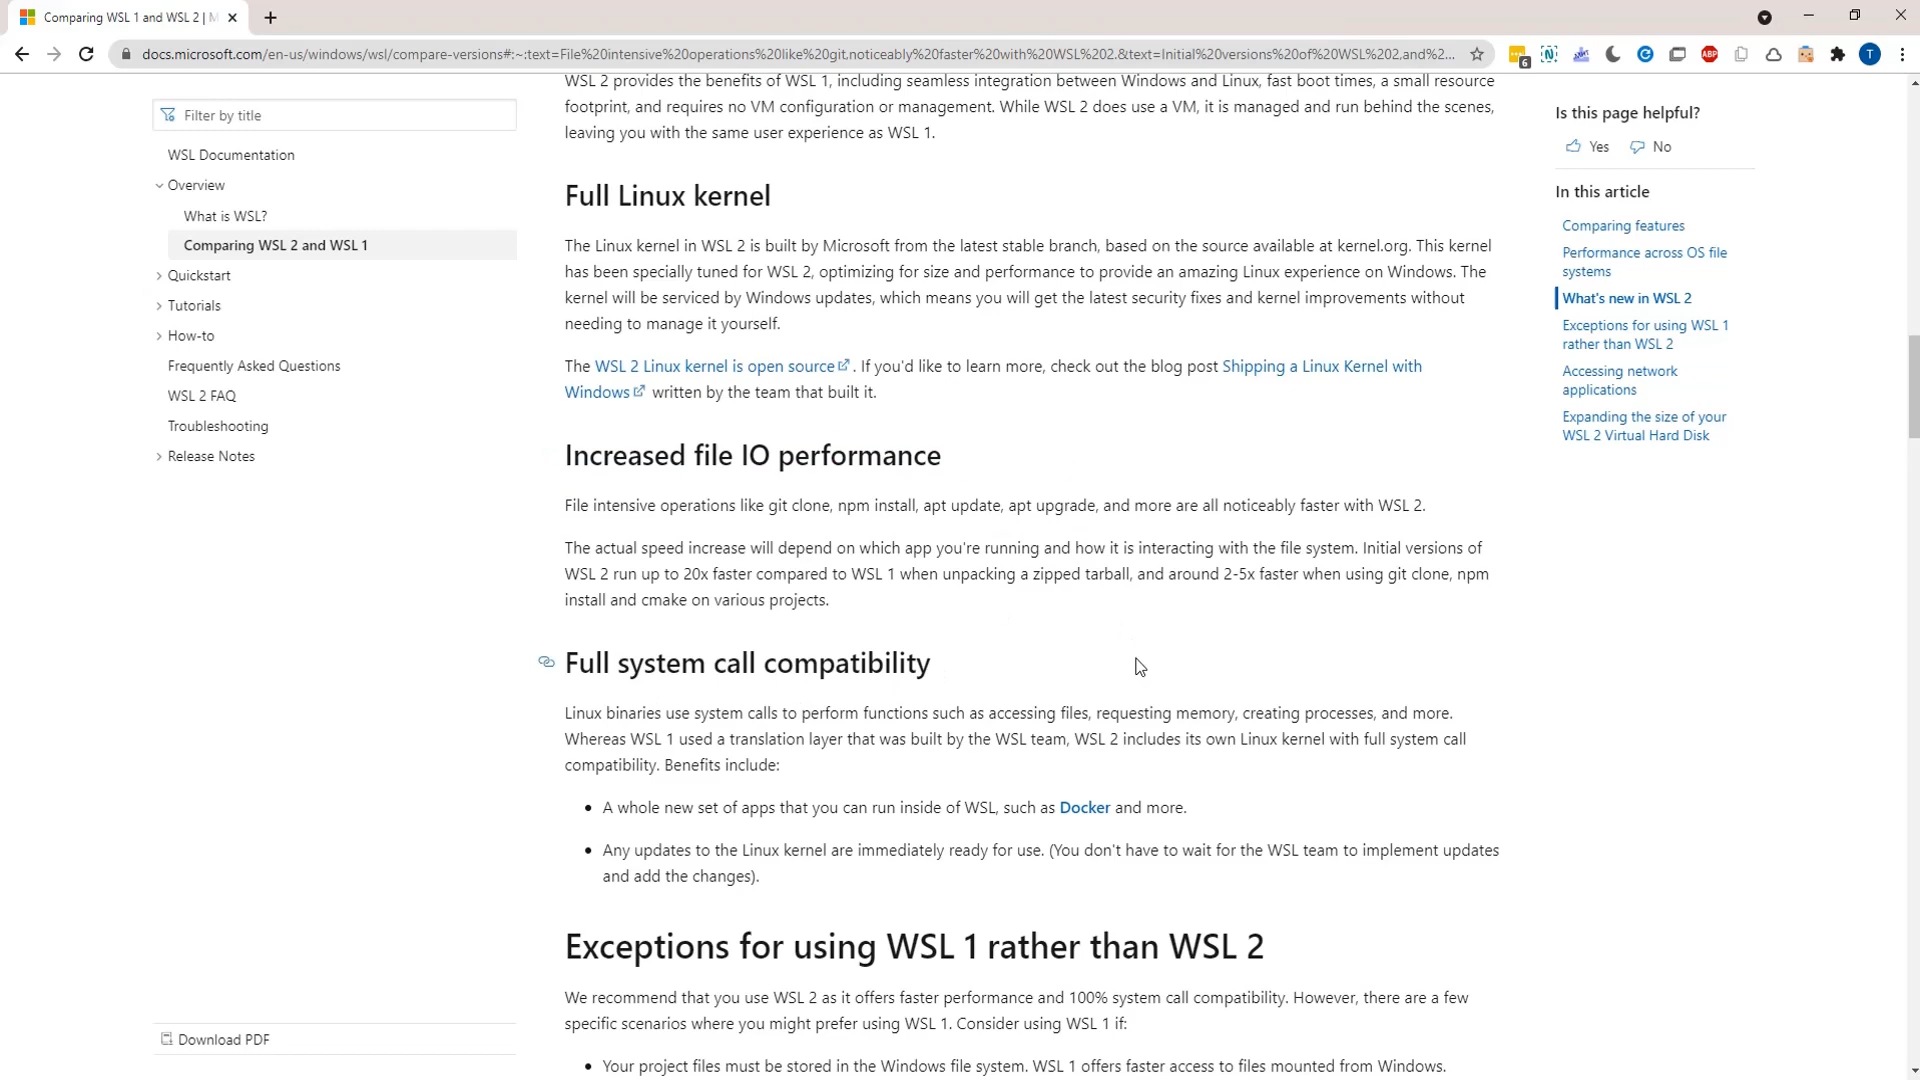 Comparing WSL 1 and WSL 2 | M
docs.microsoft.com/en-us/windows/wsl/compare-versions#:~:text=File%20intensive%20operations%20like%20git,noticeably%20faster%20with%20WSL%202.&text=Initial%20versions%20of%20WSL%202,and%2...
6
ABP
T
Filter by title
WSL Documentation
Overview
What is WSL?
Comparing WSL 2 and WSL 1
Quickstart
Tutorials
How-to
Frequently Asked Questions
WSL 2 FAQ
Troubleshooting
Release Notes
Download PDF
WSL 2 provides the benefits of WSL 1, including seamless integration between Windows and Linux, fast boot times, a small resource
footprint, and requires no VM configuration or management. While WSL 2 does use a VM, it is managed and run behind the scenes,
leaving you with the same user experience as WSL 1.
Full Linux kernel
The Linux kernel in WSL 2 is built by Microsoft from the latest stable branch, based on the source available at kernel.org. This kernel
has been specially tuned for WSL 2, optimizing for size and performance to provide an amazing Linux experience on Windows. The
kernel will be serviced by Windows updates, which means you will get the latest security fixes and kernel improvements without
needing to manage it yourself.
The WSL 2 Linux kernel is open source. If you'd like to learn more, check out the blog post Shipping a Linux Kernel with
Windows written by the team that built it.
Increased file IO performance
File intensive operations like git clone, npm install, apt update, apt upgrade, and more are all noticeably faster with WSL 2.
The actual speed increase will depend on which app you're running and how it is interacting with the file system. Initial versions of
WSL 2 run up to 20x faster compared to WSL 1 when unpacking a zipped tarball, and around 2-5x faster when using git clone, npm
install and cmake on various projects.
Full system call compatibility
Linux binaries use system calls to perform functions such as accessing files, requesting memory, creating processes, and more.
Whereas WSL 1 used a translation layer that was built by the WSL team, WSL 2 includes its own Linux kernel with full system call
compatibility. Benefits include:
• A whole new set of apps that you can run inside of WSL, such as Docker and more.
• Any updates to the Linux kernel are immediately ready for use. (You don't have to wait for the WSL team to implement updates
and add the changes).
Exceptions for using WSL 1 rather than WSL 2
We recommend that you use WSL 2 as it offers faster performance and 100% system call compatibility. However, there are a few
specific scenarios where you might prefer using WSL 1. Consider using WSL 1 if:
• Your project files must be stored in the Windows file system. WSL 1 offers faster access to files mounted from Windows.
Is this page helpful?
Yes No
In this article
Comparing features
Performance across OS file
systems
What's new in WSL 2
Exceptions for using WSL 1
rather than WSL 2
Accessing network
applications
Expanding the size of your
WSL 2 Virtual Hard Disk